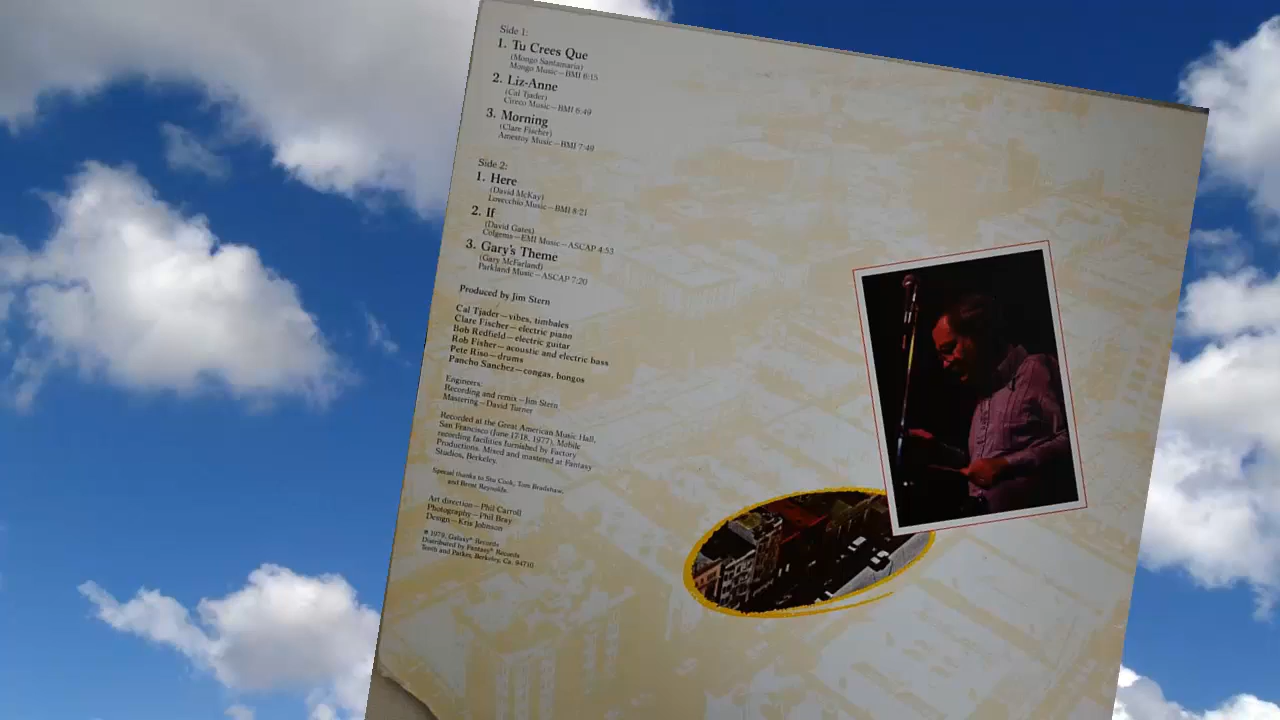 Side 1:
1. Tu Crees Que
(Mongo Santamaria)
Mongo Music—BMI 6:15
2. Liz-Anne
(Cal Tjader)
Cireco Music—BMI 6:49
3. Morning
(Clare Fischer)
Amestoy Music—BMI 7:49
Side 2:
1. Here
(David McKay)
Lovecchio Music—BMI 8:21
2. If
(David Gates)
Colgems—EMI Music—ASCAP 4:53
3. Gary's Theme
(Gary McFarland)
Parkland Music—ASCAP 7:20
Produced by Jim Stern
Cal Tjader—vibes, timbales
Clare Fischer—electric piano
Bob Redfield—electric guitar
Rob Fisher—acoustic and electric bass
Pete Riso—drums
Pancho Sanchez—congas, bongos
Engineers:
Recording and remix—Jim Stern
Mastering—David Turner
Recorded at the Great American Music Hall,
San Francisco (June 17-18, 1977). Mobile
recording facilities furnished by Factory
Productions. Mixed and mastered at Fantasy
Studios, Berkeley.
Special thanks to Stu Cook, Tom Bradshaw,
and Brent Reynolds.
Art direction—Phil Carroll
Photography—Phil Bray
Design—Kris Johnson
℗ 1979, Galaxy® Records
Distributed by Fantasy® Records
Tenth and Parker, Berkeley, Ca. 94710